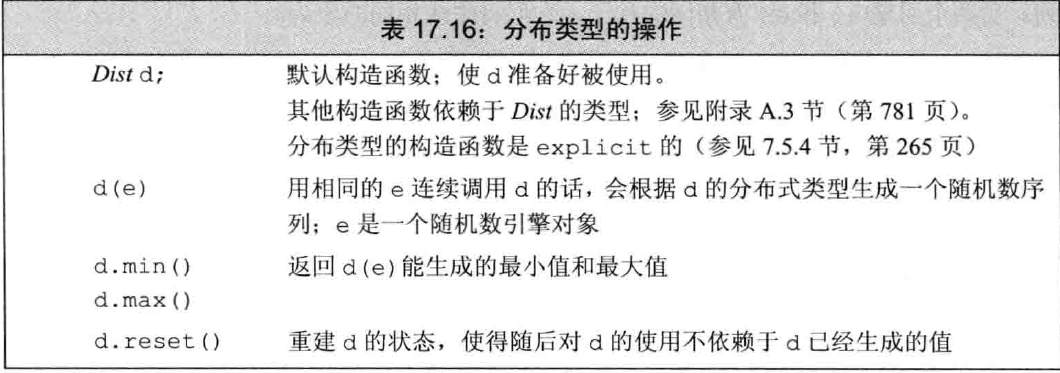 表 17.16：分布类型的操作
Dist d; 默认构造函数；使 d 准备好被使用。
其他构造函数依赖于 Dist 的类型；参见附录 A.3 节（第 781 页）。
分布类型的构造函数是 explicit 的（参见 7.5.4 节，第 265 页）
d(e) 用相同的 e 连续调用 d 的话，会根据 d 的分布式类型生成一个随机数序
列；e 是一个随机数引擎对象
d.min() 返回 d(e)能生成的最小值和最大值
d.max()
d.reset() 重建 d 的状态，使得随后对 d 的使用不依赖于 d 已经生成的值